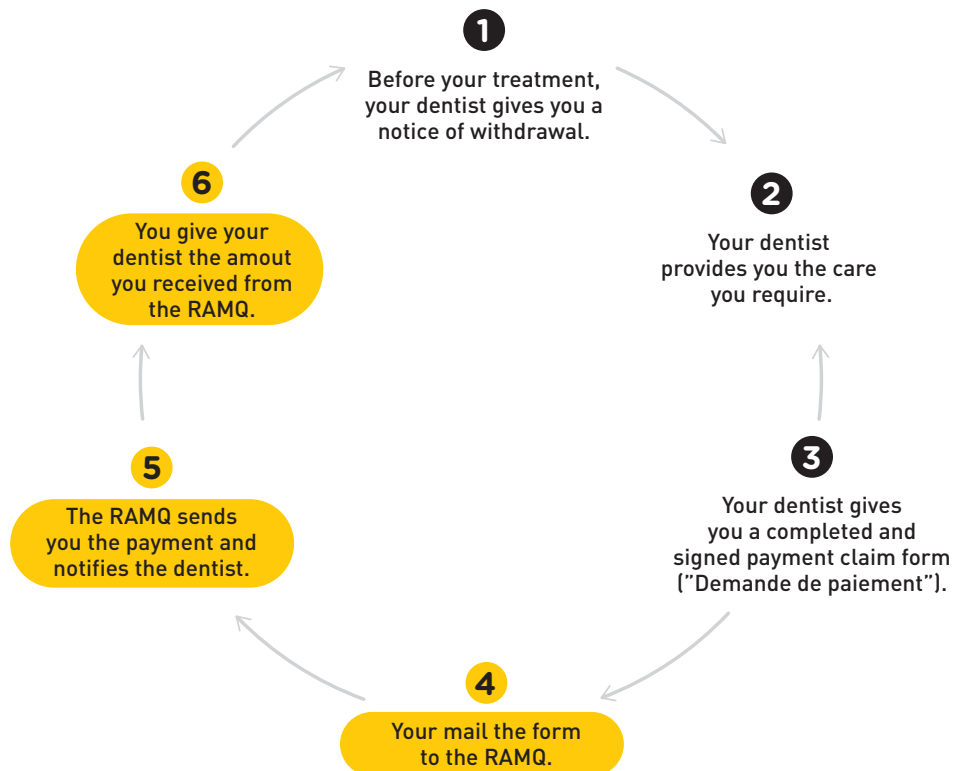 1
Before your treatment,
your dentist gives you a
notice of withdrawal.
2
Your dentist
provides you the care
you require.
3
Your dentist gives
you a completed and
signed payment claim form
(”Demande de paiement”).
4
Your mail the form
to the RAMQ.
5
The RAMQ sends
you the payment and
notifies the dentist.
6
You give your
dentist the amout
you received from
the RAMQ.